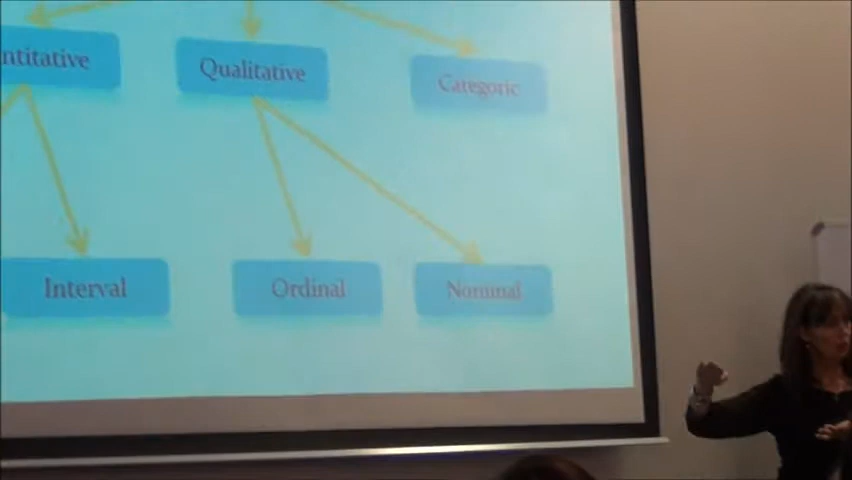 ntitative
Qualitative
Categoric
Interval
Ordinal
Nominal